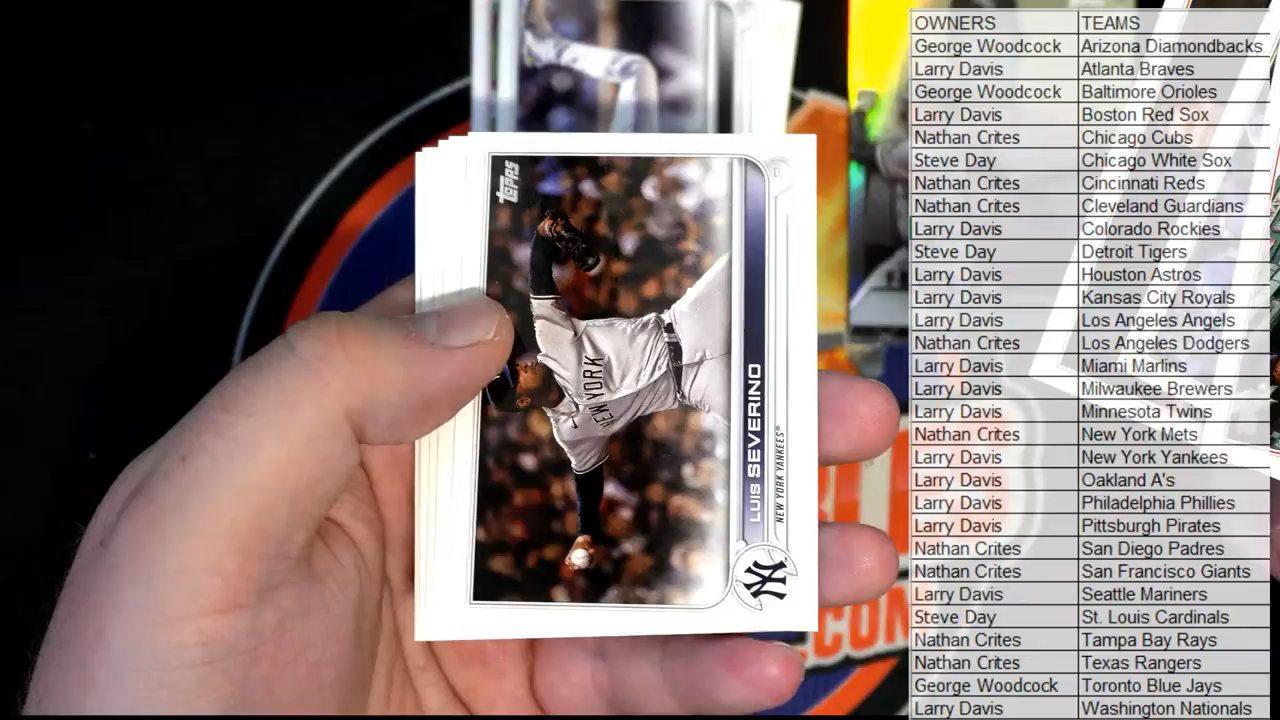 topps
NEW YORK
LUIS SEVERINO
NEW YORK YANKEES®
NY
.COM
OWNERS TEAMS
George Woodcock Arizona Diamondbacks
Larry Davis Atlanta Braves
George Woodcock Baltimore Orioles
Larry Davis Boston Red Sox
Nathan Crites Chicago Cubs
Steve Day Chicago White Sox
Nathan Crites Cincinnati Reds
Nathan Crites Cleveland Guardians
Larry Davis Colorado Rockies
Steve Day Detroit Tigers
Larry Davis Houston Astros
Larry Davis Kansas City Royals
Larry Davis Los Angeles Angels
Nathan Crites Los Angeles Dodgers
Larry Davis Miami Marlins
Larry Davis Milwaukee Brewers
Larry Davis Minnesota Twins
Nathan Crites New York Mets
Larry Davis New York Yankees
Larry Davis Oakland A's
Larry Davis Philadelphia Phillies
Larry Davis Pittsburgh Pirates
Nathan Crites San Diego Padres
Nathan Crites San Francisco Giants
Larry Davis Seattle Mariners
Steve Day St. Louis Cardinals
Nathan Crites Tampa Bay Rays
Nathan Crites Texas Rangers
George Woodcock Toronto Blue Jays
Larry Davis Washington Nationals